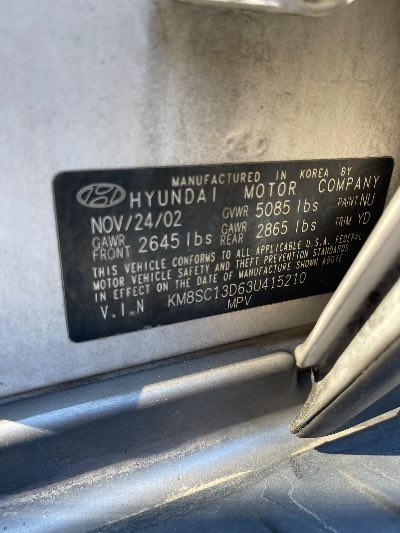 MANUFACTURED IN KOREA BY
HYUNDAI MOTOR COMPANY
NOV/24/02 GVWR 5085 lbs PAINT NU
GAWR FRONT 2645 lbs GAWR REAR 2865 lbs TRIM YD
THIS VEHICLE CONFORMS TO ALL APPLICABLE U.S.A. FEDERAL
MOTOR VEHICLE SAFETY AND THEFT PREVENTION STANDARDS
IN EFFECT ON THE DATE OF MANUFACTURE SHOWN ABOVE
V.I.N KM8SC13D63U415210
MPV